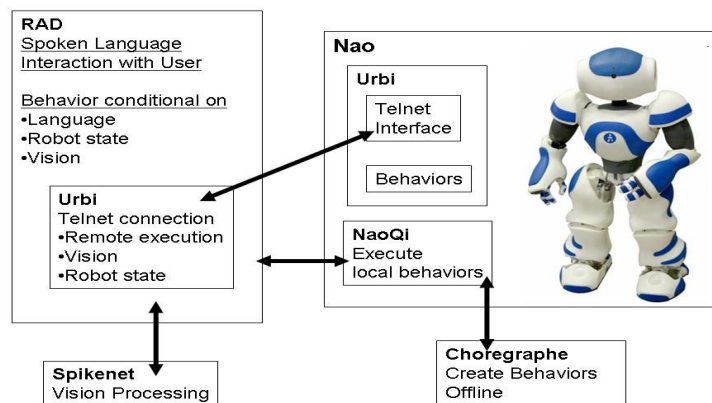 RAD
Spoken Language
Interaction with User
Behavior conditional on
•Language
•Robot state
•Vision
Urbi
Telnet connection
•Remote execution
•Vision
•Robot state
Spikenet
Vision Processing
Nao
Urbi
Telnet
Interface
Behaviors
NaoQi
Execute
local behaviors
Choregraphe
Create Behaviors
Offline